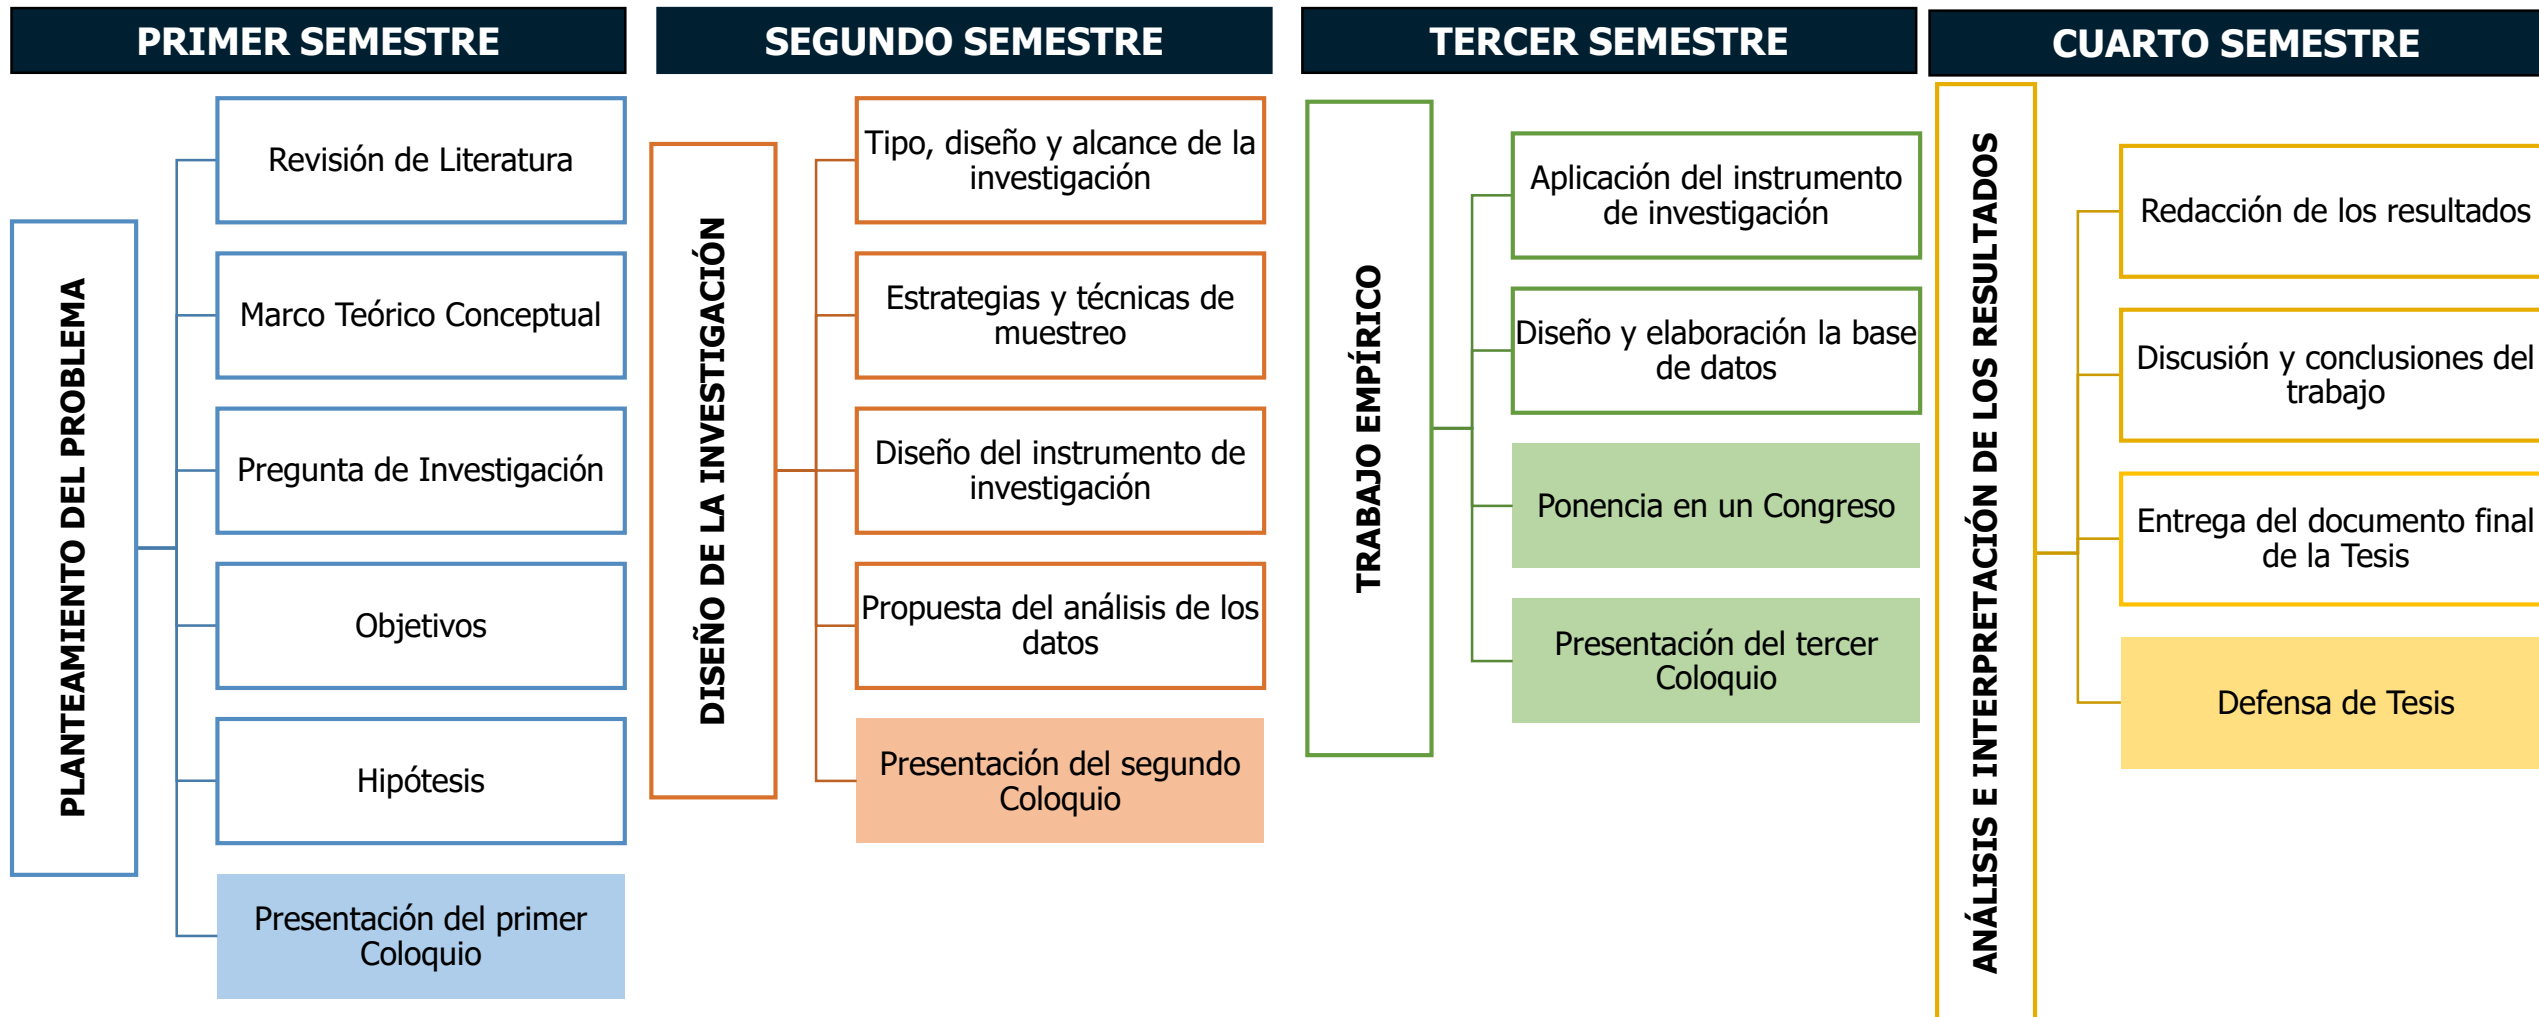 PRIMER SEMESTRE
PLANTEAMIENTO DEL PROBLEMA
Revisión de Literatura
Marco Teórico Conceptual
Pregunta de Investigación
Objetivos
Hipótesis
Presentación del primer
Coloquio
SEGUNDO SEMESTRE
DISEÑO DE LA INVESTIGACIÓN
Tipo, diseño y alcance de la
investigación
Estrategias y técnicas de
muestreo
Diseño del instrumento de
investigación
Propuesta del análisis de los
datos
Presentación del segundo
Coloquio
TERCER SEMESTRE
TRABAJO EMPÍRICO
Aplicación del instrumento
de investigación
Diseño y elaboración la base
de datos
Ponencia en un Congreso
Presentación del tercer
Coloquio
CUARTO SEMESTRE
ANÁLISIS E INTERPRETACIÓN DE LOS RESULTADOS
Redacción de los resultados
Discusión y conclusiones del
trabajo
Entrega del documento final
de la Tesis
Defensa de Tesis